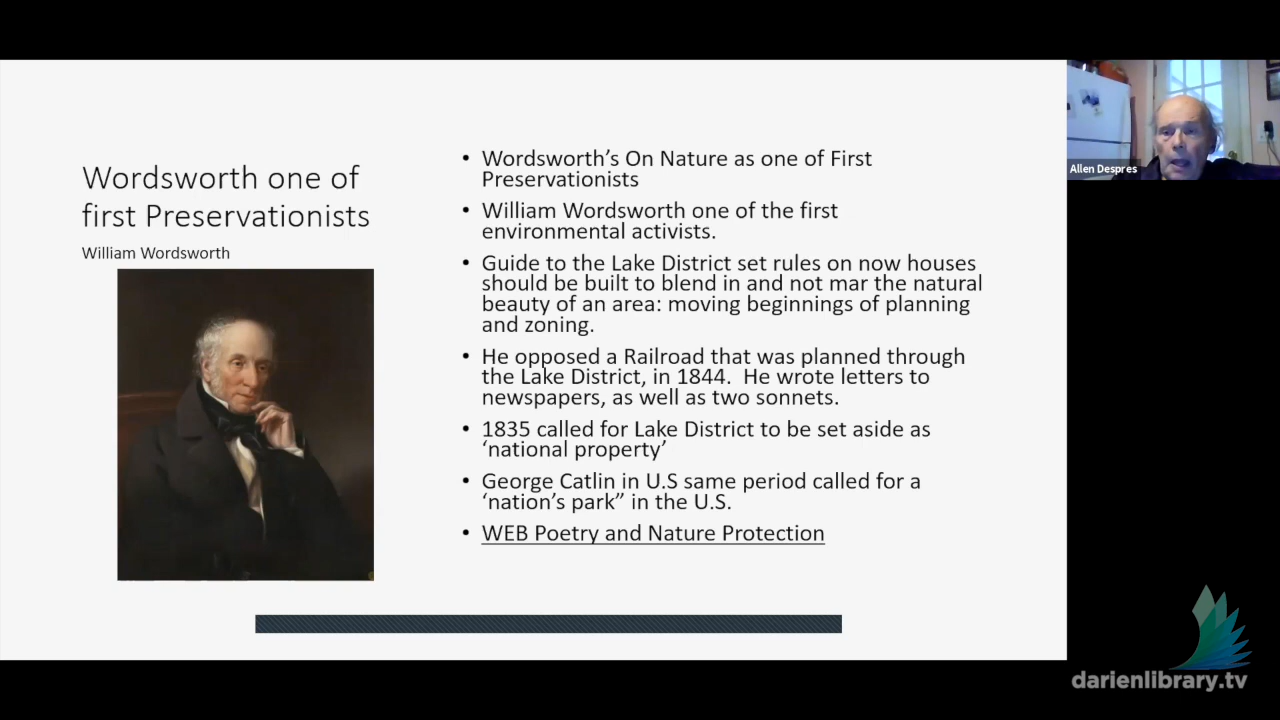 Wordsworth one of
first Preservationists
William Wordsworth
• Wordsworth’s On Nature as one of First
Preservationists
• William Wordsworth one of the first
environmental activists.
• Guide to the Lake District set rules on now houses
should be built to blend in and not mar the natural
beauty of an area: moving beginnings of planning
and zoning.
• He opposed a Railroad that was planned through
the Lake District, in 1844.  He wrote letters to
newspapers, as well as two sonnets.
• 1835 called for Lake District to be set aside as
‘national property’
• George Catlin in U.S same period called for a
‘nation’s park” in the U.S.
• WEB Poetry and Nature Protection
Allen Despres
darienlibrary.tv